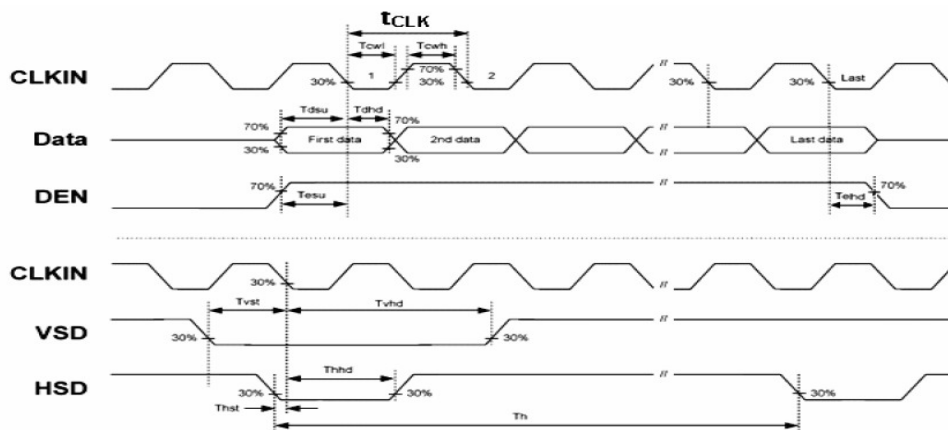 tCLK
Tcwl Tcwh
CLKIN 30% 1 70% 30% 2 30% 30% Last
Tdsu Tdhd
Data 70% 30% First data 70% 30% 2nd data Last data
DEN 70% Tesu Tehd 70%
CLKIN 30%
Tvst Tvhd
VSD 30% 30%
HSD 30% Thhd 30% 30%
Thst
Th